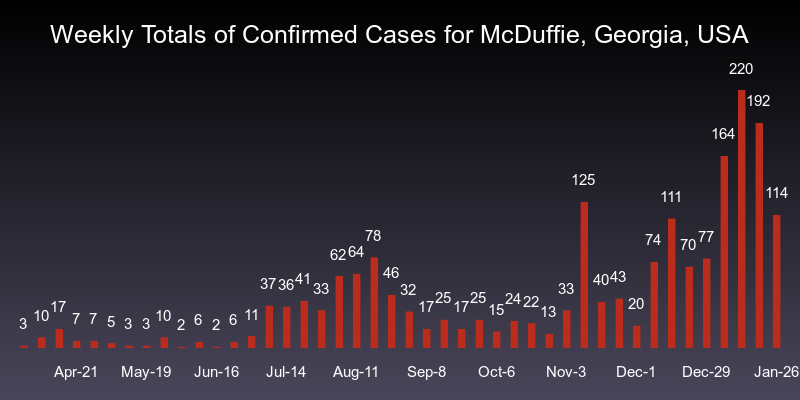 Weekly Totals of Confirmed Cases for McDuffie, Georgia, USA
3 10 17 7 7 5 3 3 10 2 6 2 6 11 37 36 41 33 62 64 78 46 32 17 25 17 25 15 24 22 13 33 125 40 43 20 74 111 70 77 164 220 192 114
Apr-21 May-19 Jun-16 Jul-14 Aug-11 Sep-8 Oct-6 Nov-3 Dec-1 Dec-29 Jan-26